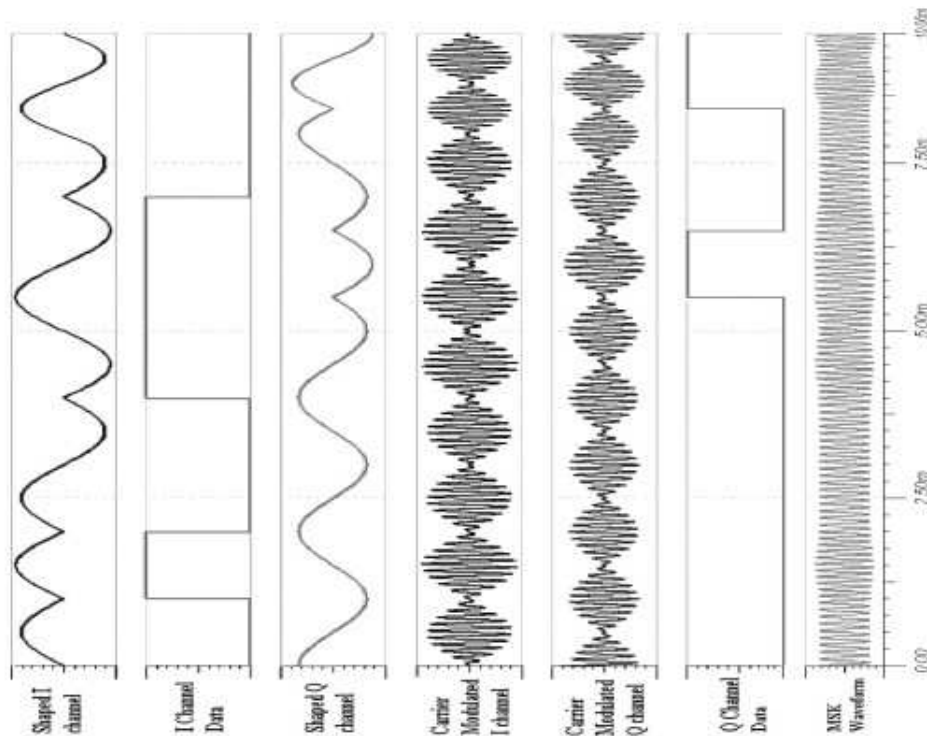 Shaped I
channel
I Channel
Data
Shaped Q
channel
Carrier
Modulated
I channel
Carrier
Modulated
Q channel
Q Channel
Data
MSK
Waveform
0.00
2.50m
5.00m
7.50m
10.00m